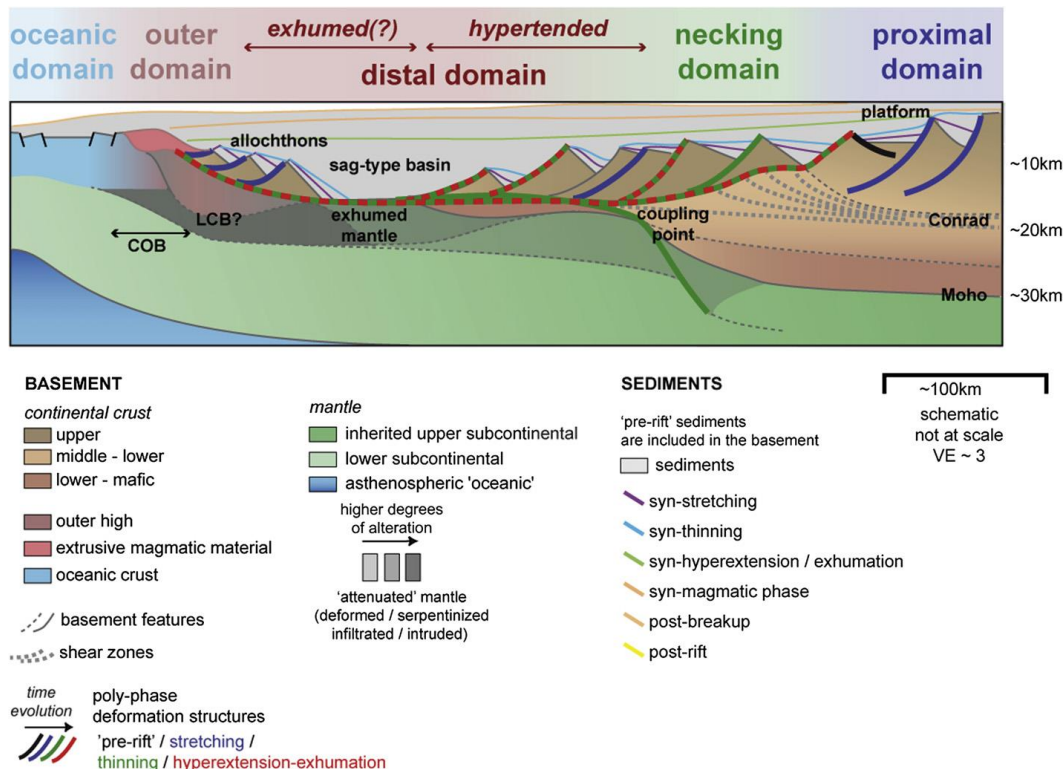 oceanic domain
outer domain
exhumed(?)
hypertended
distal domain
necking domain
proximal domain
platform
allochthons
sag-type basin
LCB?
exhumed mantle
coupling point
Conrad
COB
Moho
~10km
~20km
~30km
BASEMENT
continental crust
upper
middle - lower
lower - mafic
outer high
extrusive magmatic material
oceanic crust
basement features
shear zones
time evolution
poly-phase
deformation structures
'pre-rift' / stretching /
thinning / hyperextension-exhumation
mantle
inherited upper subcontinental
lower subcontinental
asthenospheric 'oceanic'
higher degrees
of alteration
'attenuated' mantle
(deformed / serpentinized
infiltrated / intruded)
SEDIMENTS
'pre-rift' sediments
are included in the basement
sediments
syn-stretching
syn-thinning
syn-hyperextension / exhumation
syn-magmatic phase
post-breakup
post-rift
~100km
schematic
not at scale
VE ~ 3